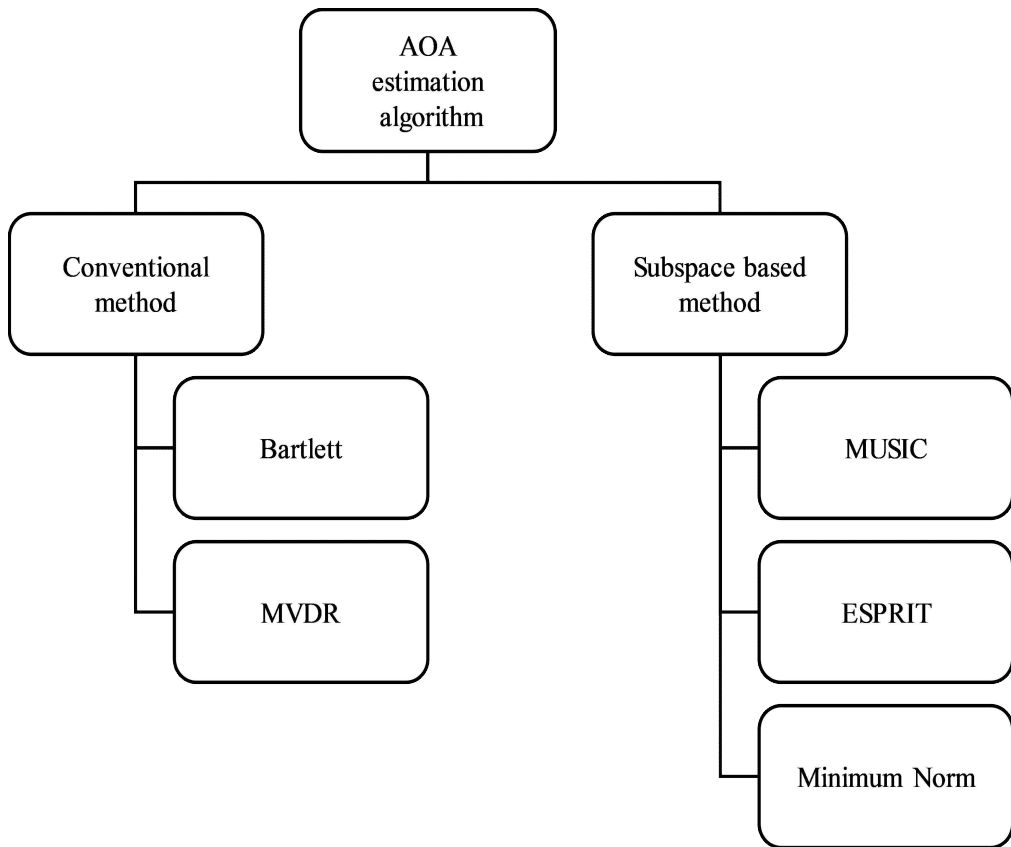 AOA
estimation
algorithm
Conventional
method
Subspace based
method
Bartlett
MUSIC
MVDR
ESPRIT
Minimum Norm